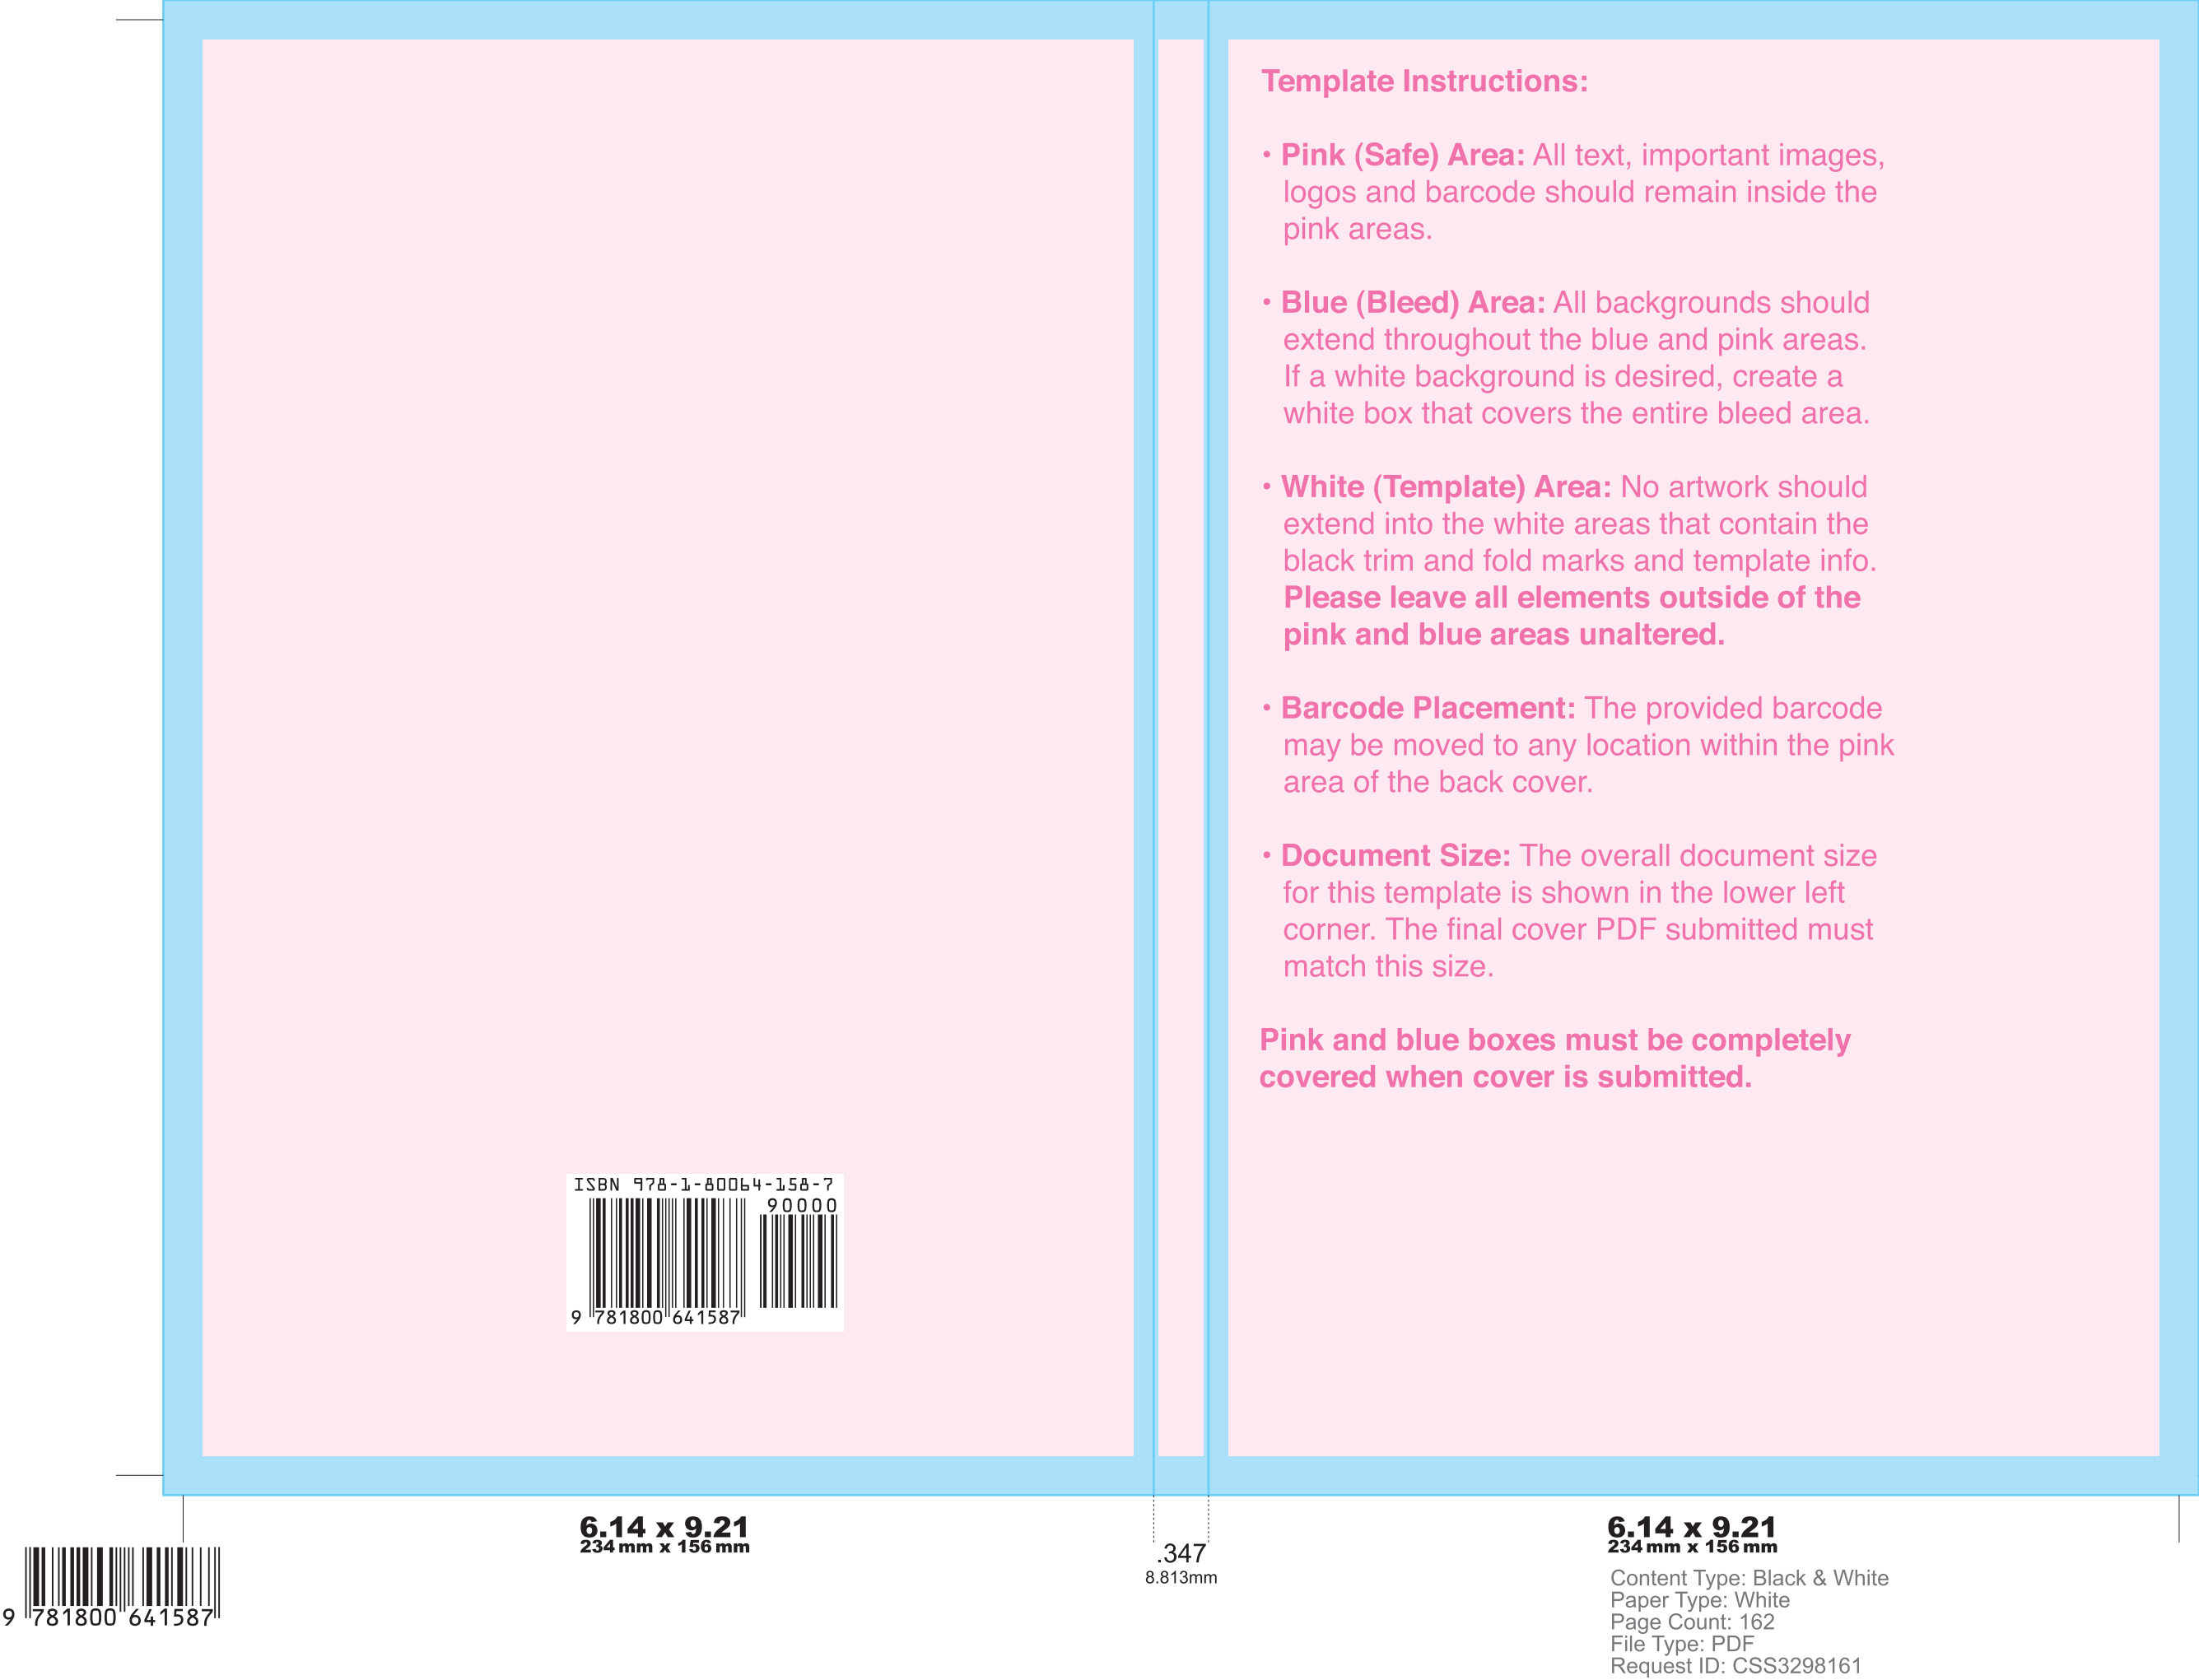 Template Instructions:
• Pink (Safe) Area: All text, important images,
logos and barcode should remain inside the
pink areas.
• Blue (Bleed) Area: All backgrounds should
extend throughout the blue and pink areas.
If a white background is desired, create a
white box that covers the entire bleed area.
• White (Template) Area: No artwork should
extend into the white areas that contain the
black trim and fold marks and template info.
Please leave all elements outside of the
pink and blue areas unaltered.
• Barcode Placement: The provided barcode
may be moved to any location within the pink
area of the back cover.
• Document Size: The overall document size
for this template is shown in the lower left
corner. The final cover PDF submitted must
match this size.
Pink and blue boxes must be completely
covered when cover is submitted.
ISBN 978-1-80064-158-7
90000
9 781800 641587
6.14 x 9.21
234 mm x 156 mm
.347
8.813mm
6.14 x 9.21
234 mm x 156 mm
Content Type: Black & White
Paper Type: White
Page Count: 162
File Type: PDF
Request ID: CSS3298161
9 781800 641587